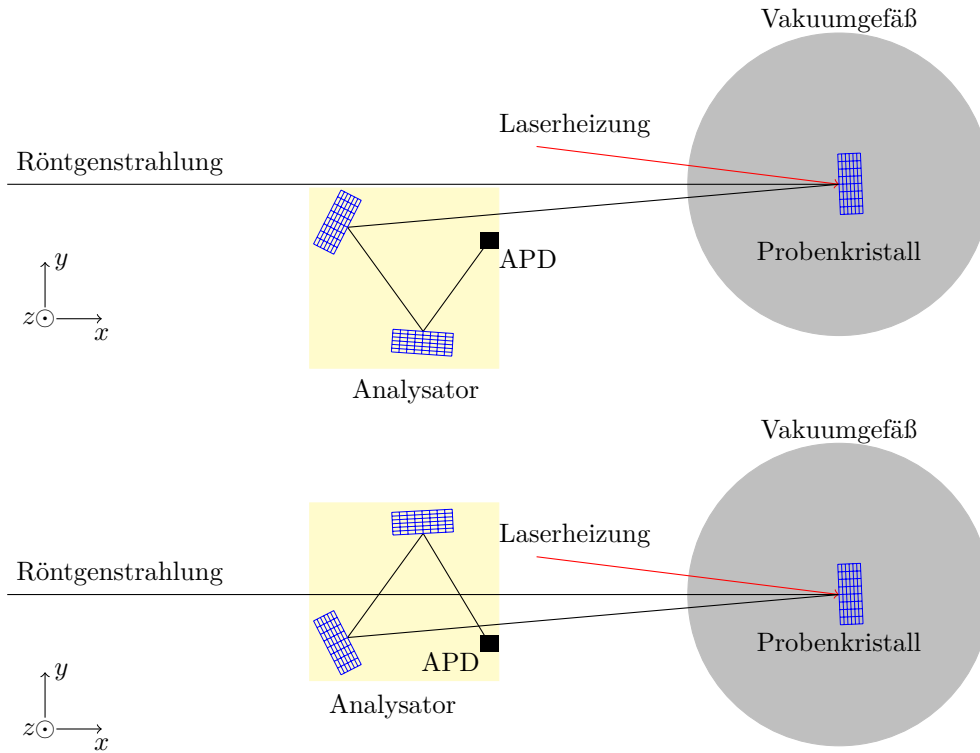 Vakuumgefäß
Laserheizung
Röntgenstrahlung
APD
Probenkristall
y
z
x
Analysator
Vakuumgefäß
Laserheizung
Röntgenstrahlung
Probenkristall
APD
y
Analysator
z
x